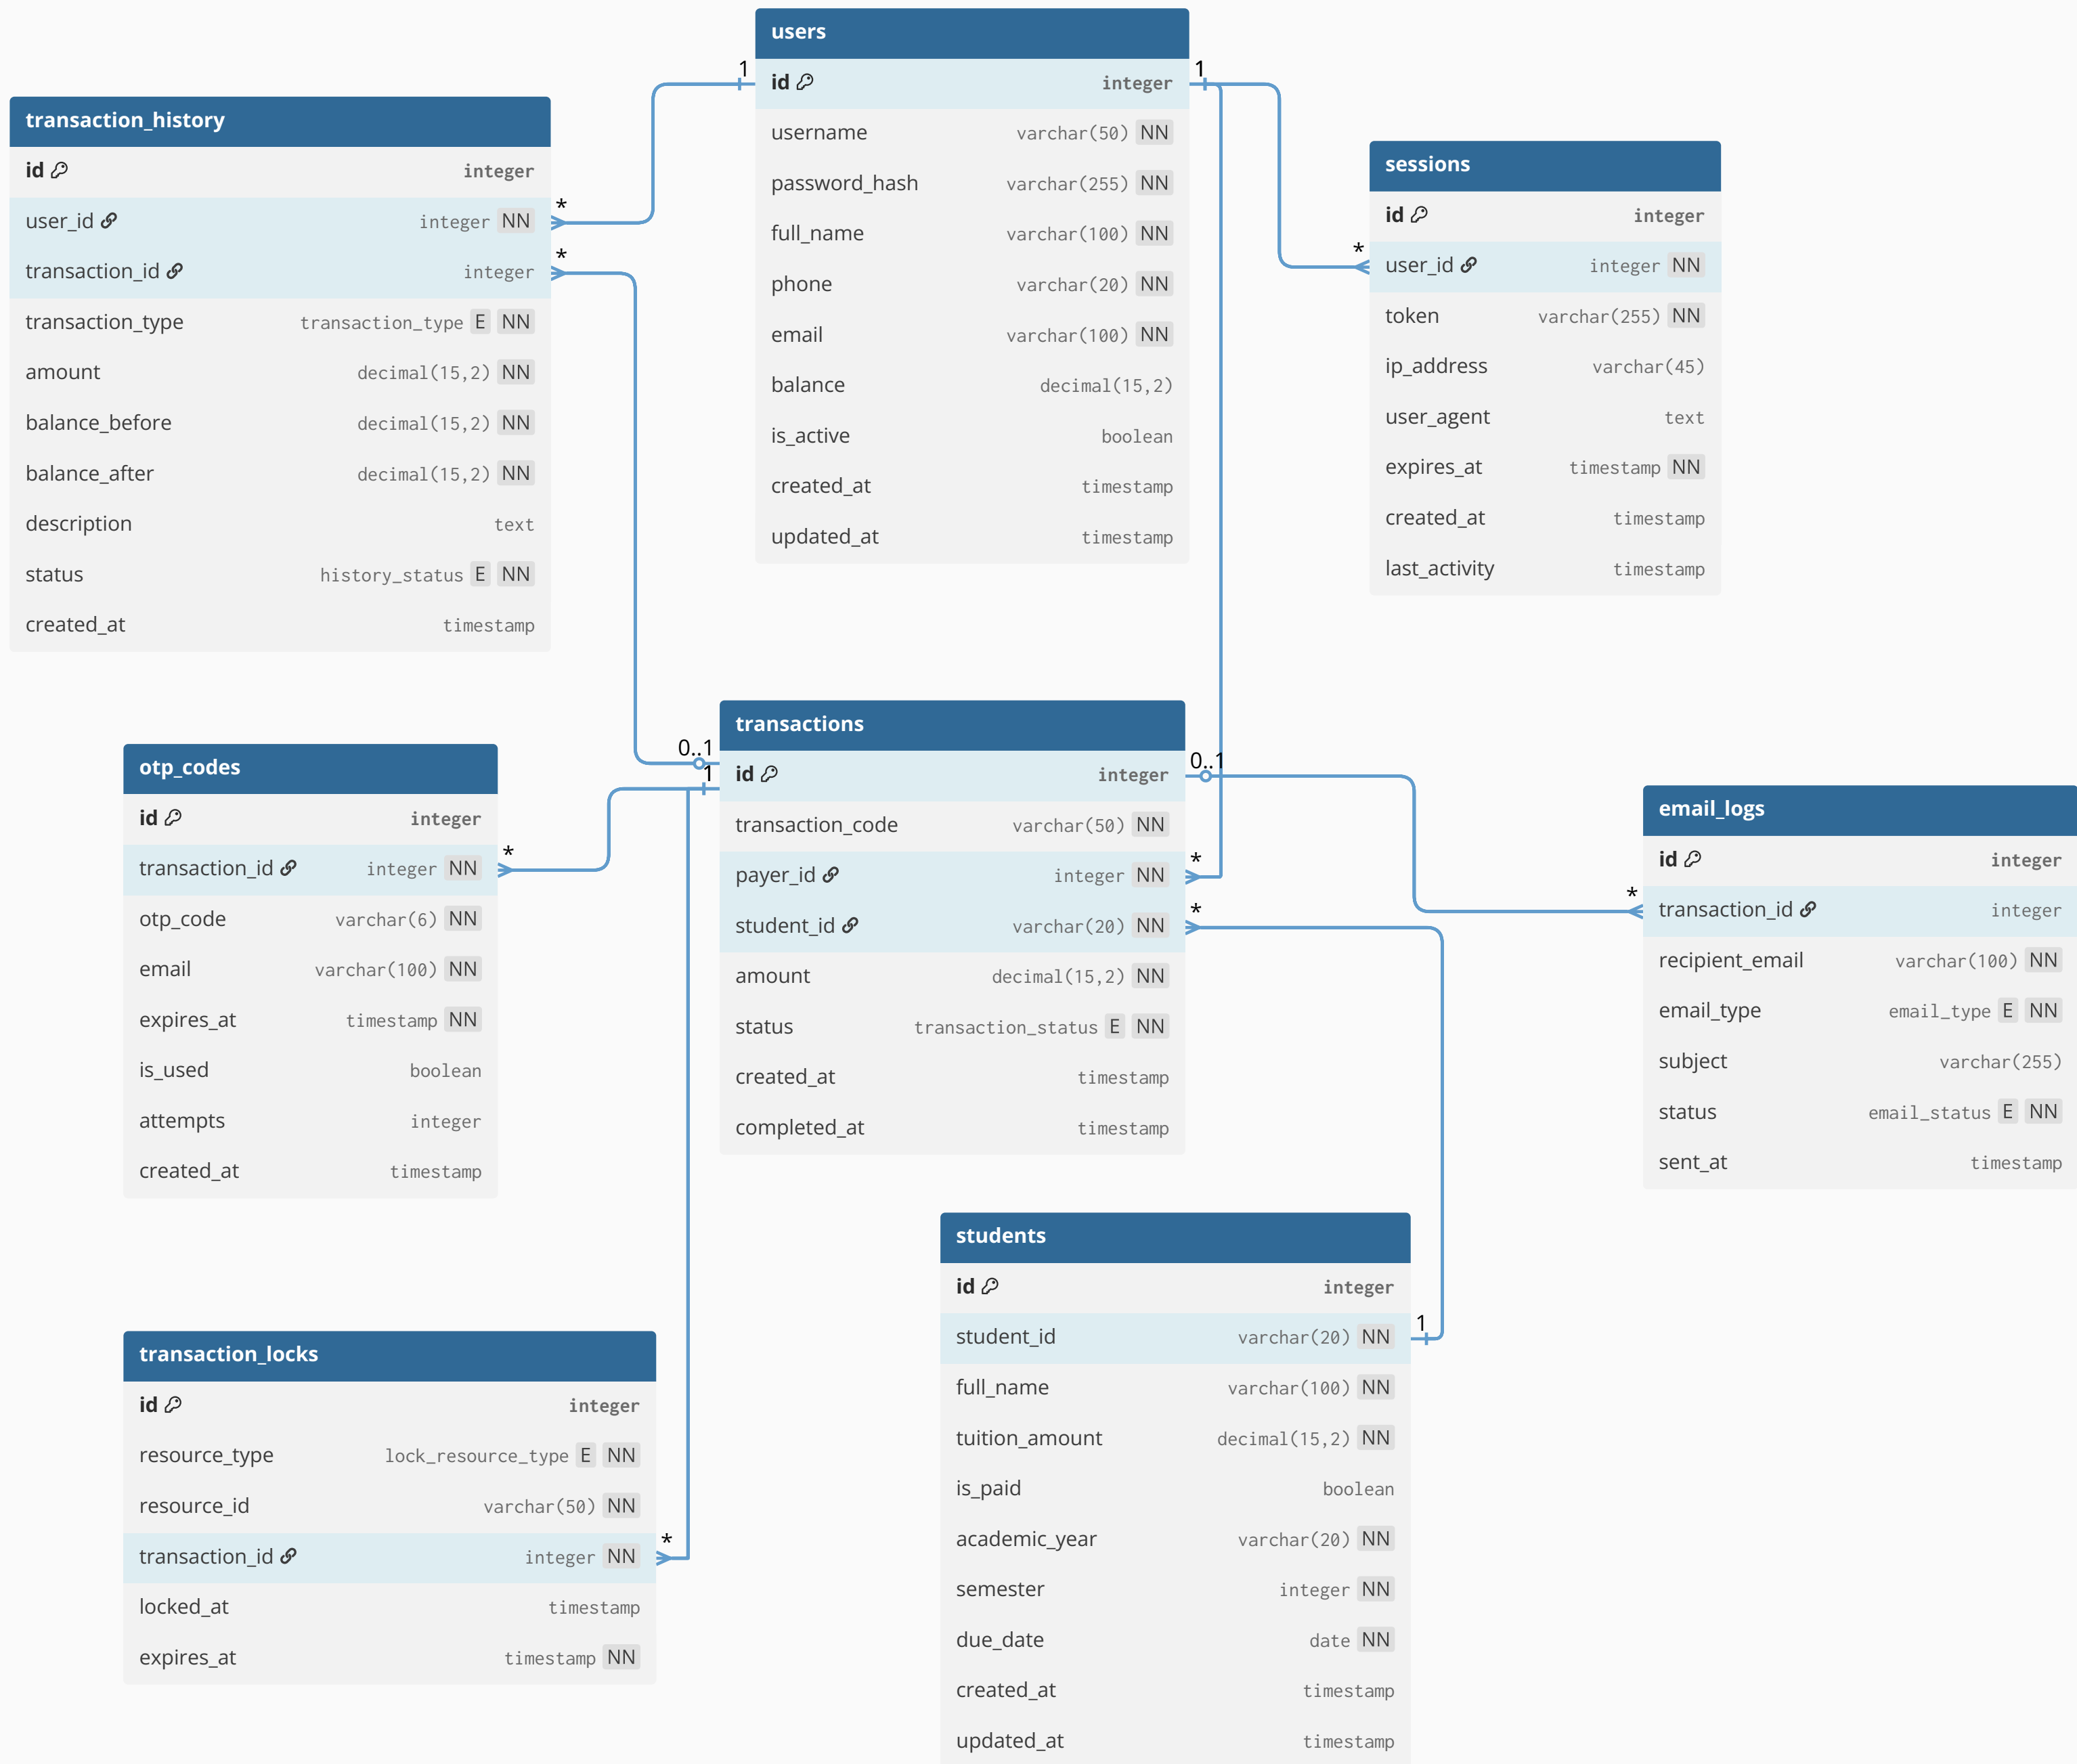 users
1
id integer
1
username varchar(50) NN
password_hash varchar(255) NN
full_name varchar(100) NN
phone varchar(20) NN
email varchar(100) NN
balance decimal(15,2)
is_active boolean
created_at timestamp
updated_at timestamp
transaction_history
id integer
user_id integer NN *
transaction_id integer *
transaction_type transaction_type E NN
amount decimal(15,2) NN
balance_before decimal(15,2) NN
balance_after decimal(15,2) NN
description text
status history_status E NN
created_at timestamp
sessions
id integer
* user_id integer NN
token varchar(255) NN
ip_address varchar(45)
user_agent text
expires_at timestamp NN
created_at timestamp
last_activity timestamp
transactions
0..1
1
id integer
0..1
transaction_code varchar(50) NN
payer_id integer NN *
student_id varchar(20) NN *
amount decimal(15,2) NN
status transaction_status E NN
created_at timestamp
completed_at timestamp
otp_codes
id integer
transaction_id integer NN *
otp_code varchar(6) NN
email varchar(100) NN
expires_at timestamp NN
is_used boolean
attempts integer
created_at timestamp
email_logs
id integer
* transaction_id integer
recipient_email varchar(100) NN
email_type email_type E NN
subject varchar(255)
status email_status E NN
sent_at timestamp
students
id integer
student_id varchar(20) NN 1
full_name varchar(100) NN
tuition_amount decimal(15,2) NN
is_paid boolean
academic_year varchar(20) NN
semester integer NN
due_date date NN
created_at timestamp
updated_at timestamp
transaction_locks
id integer
resource_type lock_resource_type E NN
resource_id varchar(50) NN
transaction_id integer NN *
locked_at timestamp
expires_at timestamp NN